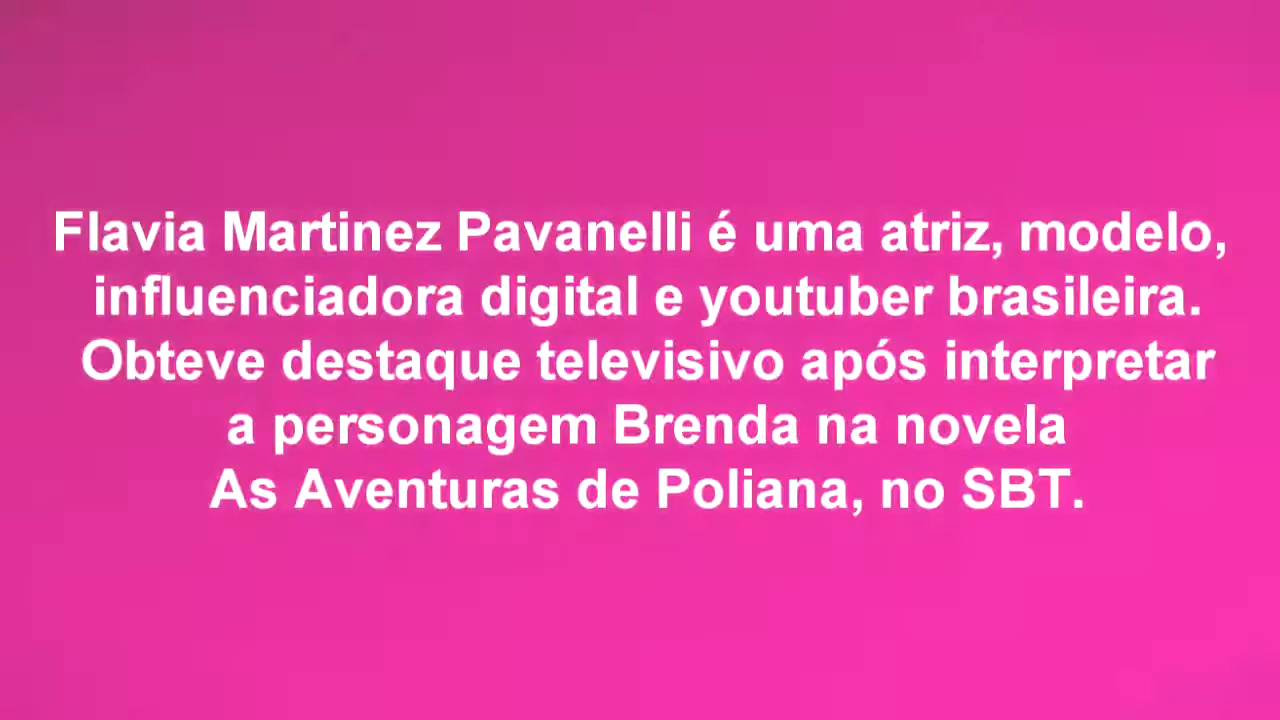 Flavia Martinez Pavanelli é uma atriz, modelo,
influenciadora digital e youtuber brasileira.
Obteve destaque televisivo após interpretar
a personagem Brenda na novela
As Aventuras de Poliana, no SBT.